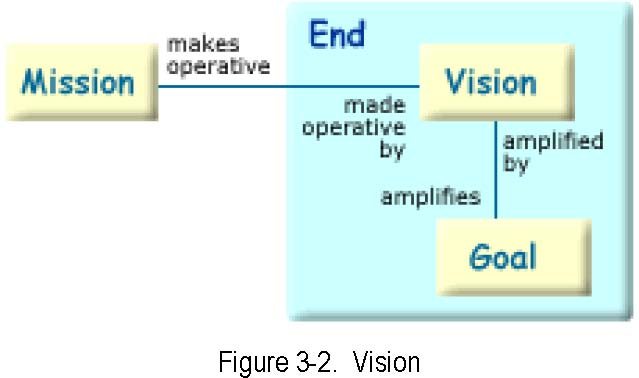 End
makes
operative
Mission
Vision
made
operative
by
amplified
by
amplifies
Goal
Figure 3-2. Vision